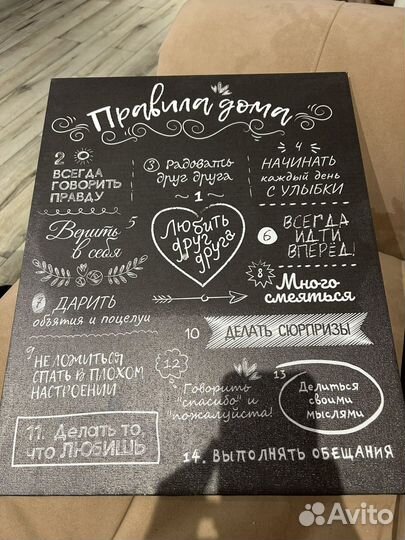 Правила дома
2
ВСЕГДА
ГОВОРИТЬ
ПРАВДУ
3 Радовать
друг друга
4
НАЧИНАТЬ
каждый день
С УЛЫБКИ
1
Любить
друг
друга
Верить 5
в себя
6
ВСЕГДА
ИДТИ
ВПЕРЁД!
7 ДАРИТЬ
объятия и поцелуи
8
Много
смеяться
9
НЕ ЛОЖИТЬСЯ
СПАТЬ В ПЛОХОМ
НАСТРОЕНИИ
10
ДЕЛАТЬ СЮРПРИЗЫ
12
Говорить
"спасибо" и
пожалуйста!
13
Делиться
своими
мыслями
11. Делать то,
что ЛЮБИШЬ
14. ВЫПОЛНЯТЬ ОБЕЩАНИЯ
Avito